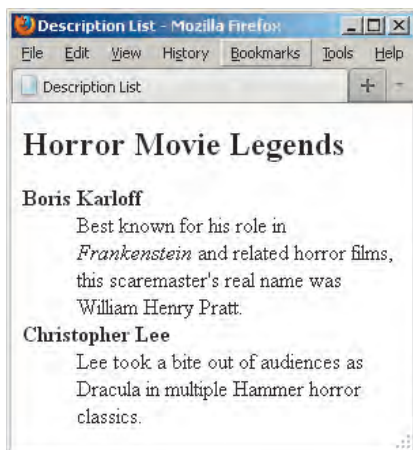 Description List - Mozilla Firefox
File Edit View History Bookmarks Tools Help
Description List
Horror Movie Legends
Boris Karloff
Best known for his role in
Frankenstein and related horror films,
this scaremaster's real name was
William Henry Pratt.
Christopher Lee
Lee took a bite out of audiences as
Dracula in multiple Hammer horror
classics.